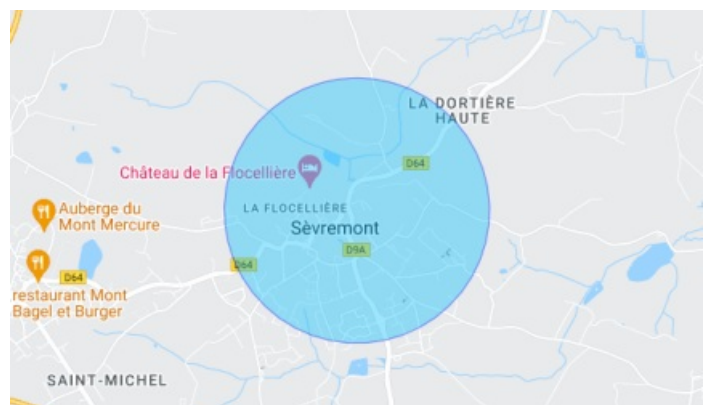 LA DORTIÈRE
HAUTE
D64
Château de la Flocellière
LA FLOCELLIÈRE
Auberge du
Mont Mercure
Sèvremont
D9A
D64
D64
restaurant Mont
Bagel et Burger
SAINT-MICHEL